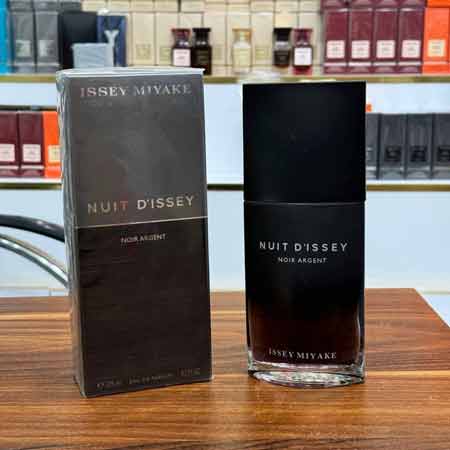 ISSEY MIYAKE
NUIT D'ISSEY
NOIR ARGENT
EAU DE PARFUM
NUIT D'ISSEY
NOIR ARGENT
ISSEY MIYAKE